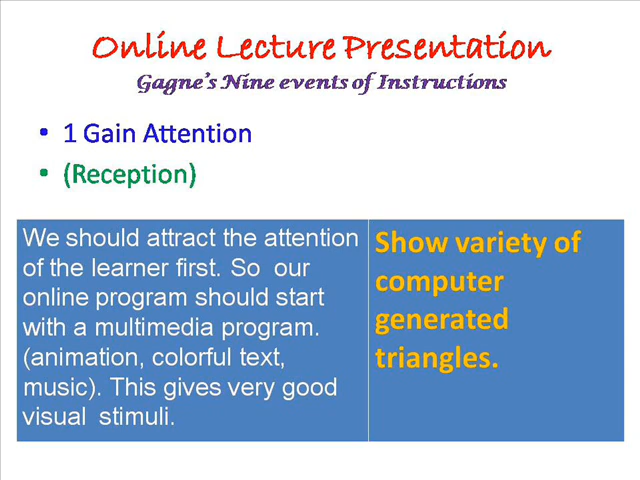 Online Lecture Presentation
Gagne's Nine events of Instructions
• 1 Gain Attention
• (Reception)
We should attract the attention
of the learner first. So our
online program should start
with a multimedia program.
(animation, colorful text,
music). This gives very good
visual stimuli.
Show variety of
computer
generated
triangles.